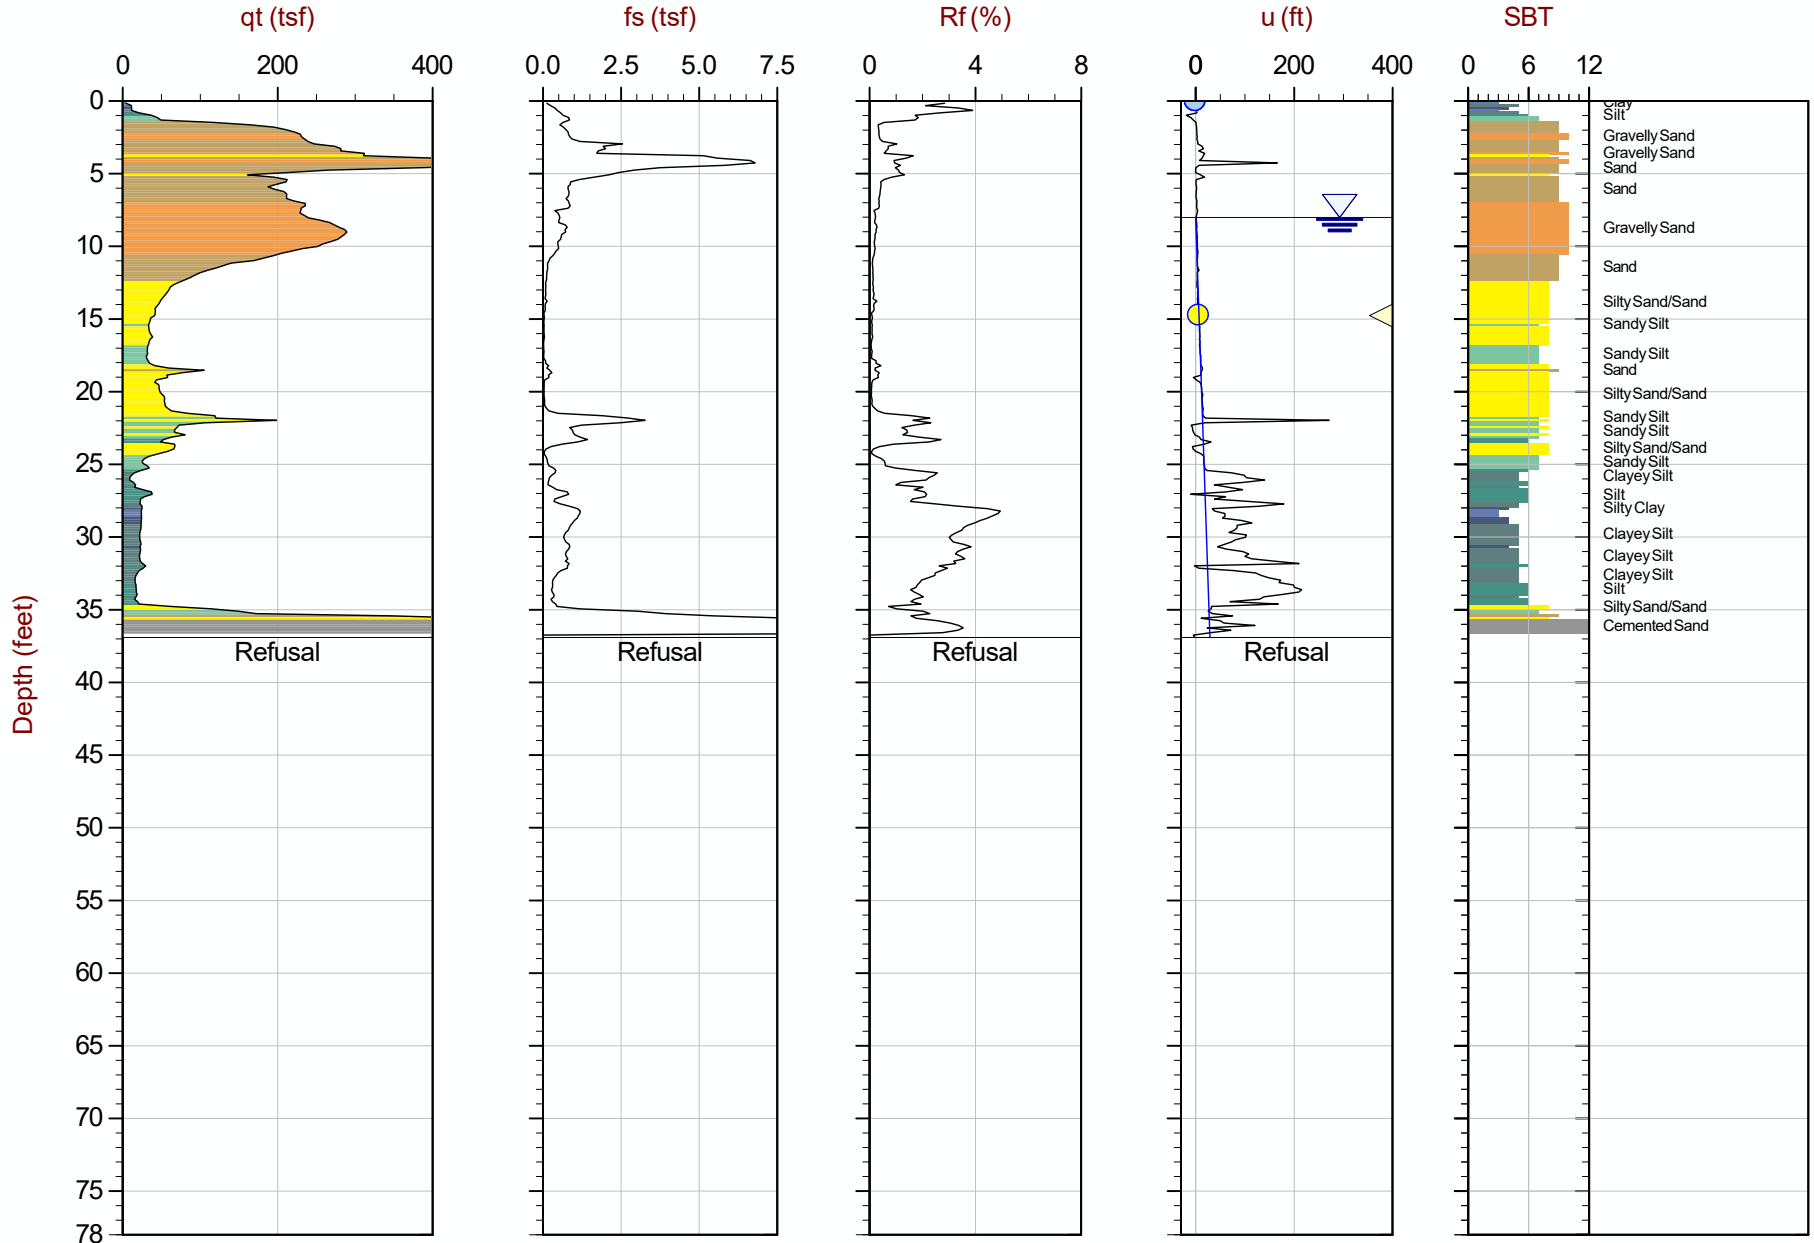 qt (tsf)
fs (tsf)
Rf (%)
u (ft)
SBT
0 200 400
0.0 2.5 5.0 7.5
0 4 8
0 200 400
0 6 12
Depth (feet)
0
5
10
15
20
25
30
35
40
45
50
55
60
65
70
75
78
Refusal
Refusal
Refusal
Refusal
Clay
Silt
Gravelly Sand
Gravelly Sand
Sand
Sand
Gravelly Sand
Sand
Silty Sand/Sand
Sandy Silt
Sandy Silt
Sand
Silty Sand/Sand
Sandy Silt
Sandy Silt
Silty Sand/Sand
Sandy Silt
Clayey Silt
Silt
Silty Clay
Clayey Silt
Clayey Silt
Clayey Silt
Silt
Silty Sand/Sand
Cemented Sand